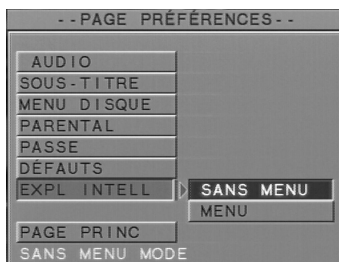 --PAGE PRÉFÉRENCES--
AUDIO
SOUS-TITRE
MENU DISQUE
PARENTAL
PASSE
DÉFAUTS
EXPL INTELL
SANS MENU
MENU
PAGE PRINC
SANS MENU MODE